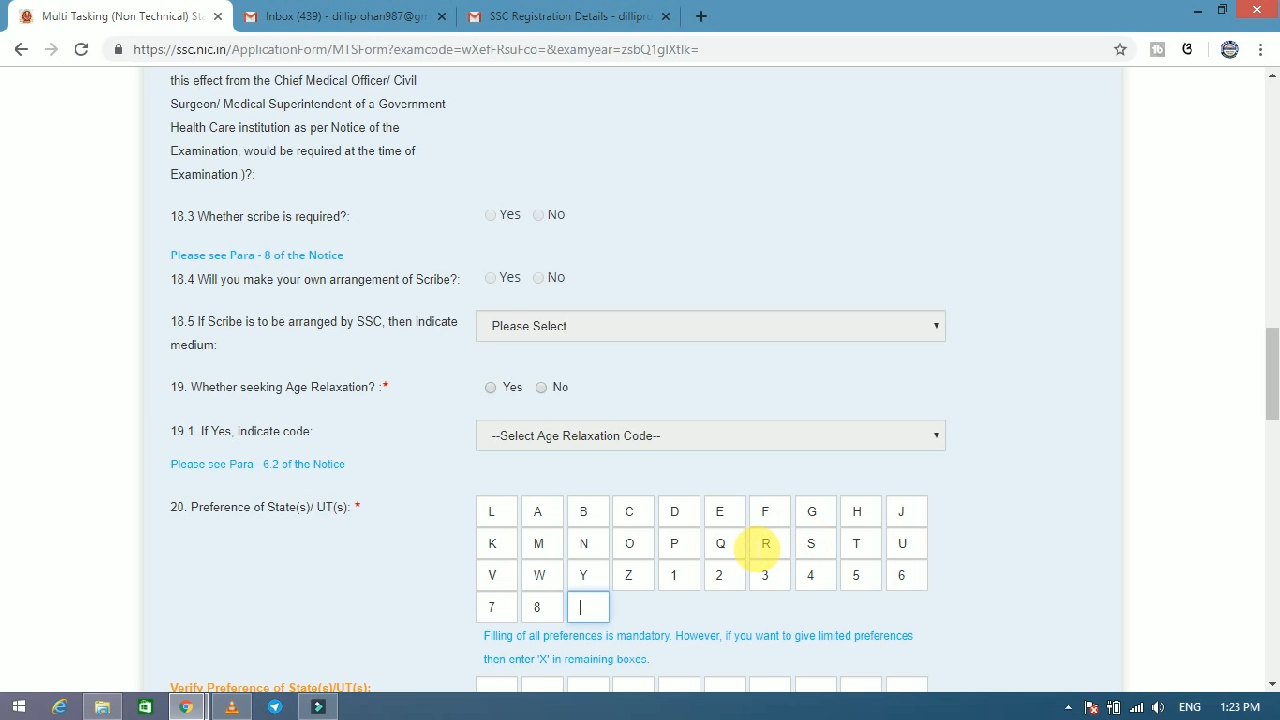 Multi Tasking (Non Technical) Sta
Inbox (439) - dilliprohan987@gm
SSC Registration Details - dillipro
https://ssc.nic.in/ApplicationForm/MTSForm?examcode=
this effect from the Chief Medical Officer/ Civil
Surgeon/ Medical Superintendent of a Government
Health Care institution as per Notice of the
Examination, would be required at the time of
Examination )?:
18.3 Whether scribe is required?: Yes No
Please see Para - 8 of the Notice
18.4 Will you make your own arrangement of Scribe?: Yes No
18.5 If Scribe is to be arranged by SSC, then indicate
medium: Please Select
19. Whether seeking Age Relaxation? :* Yes No
19.1. If Yes, indicate code: --Select Age Relaxation Code--
Please see Para - 6.2 of the Notice
20. Preference of State(s)/ UT(s): * L A B C D E F G H J
K M N O P Q R S T U
V W Y Z 1 2 3 4 5 6
7 8
Filling of all preferences is mandatory. However, if you want to give limited preferences
then enter 'X' in remaining boxes.
Verify Preference of State(s)/UT(s):
ENG 1:23 PM